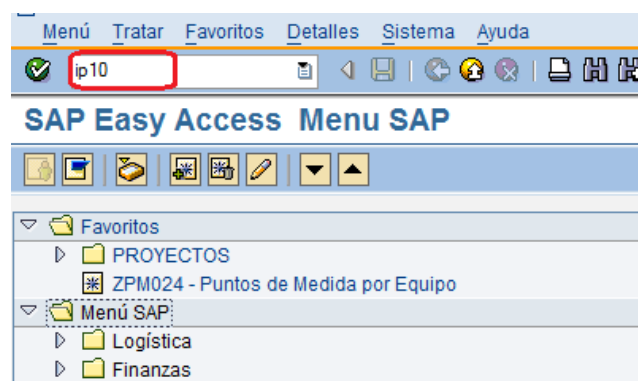 Menú Tratar Favoritos Detalles Sistema Ayuda
ip10
SAP Easy Access Menu SAP
Favoritos
PROYECTOS
ZPM024 - Puntos de Medida por Equipo
Menú SAP
Logística
Finanzas